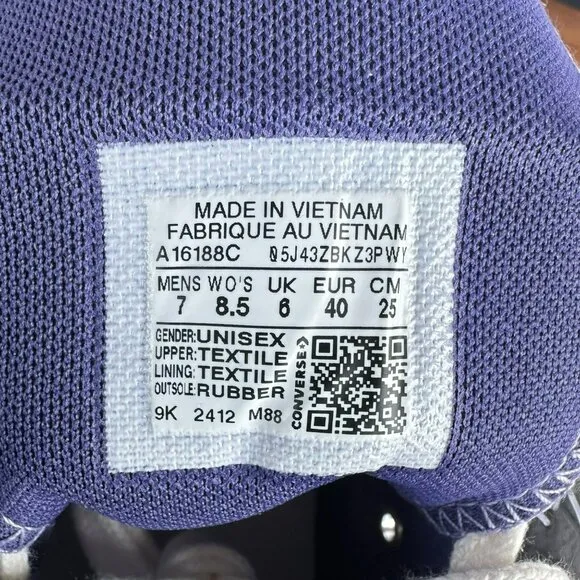 MADE IN VIETNAM
FABRIQUE AU VIETNAM
A16188C 05J43ZBKZ3PWY
MENS WO'S UK EUR CM
7 8.5 6 40 25
GENDER:UNISEX
UPPER:TEXTILE
LINING:TEXTILE
OUTSOLE:RUBBER
CONVERSE
9K 2412 M88